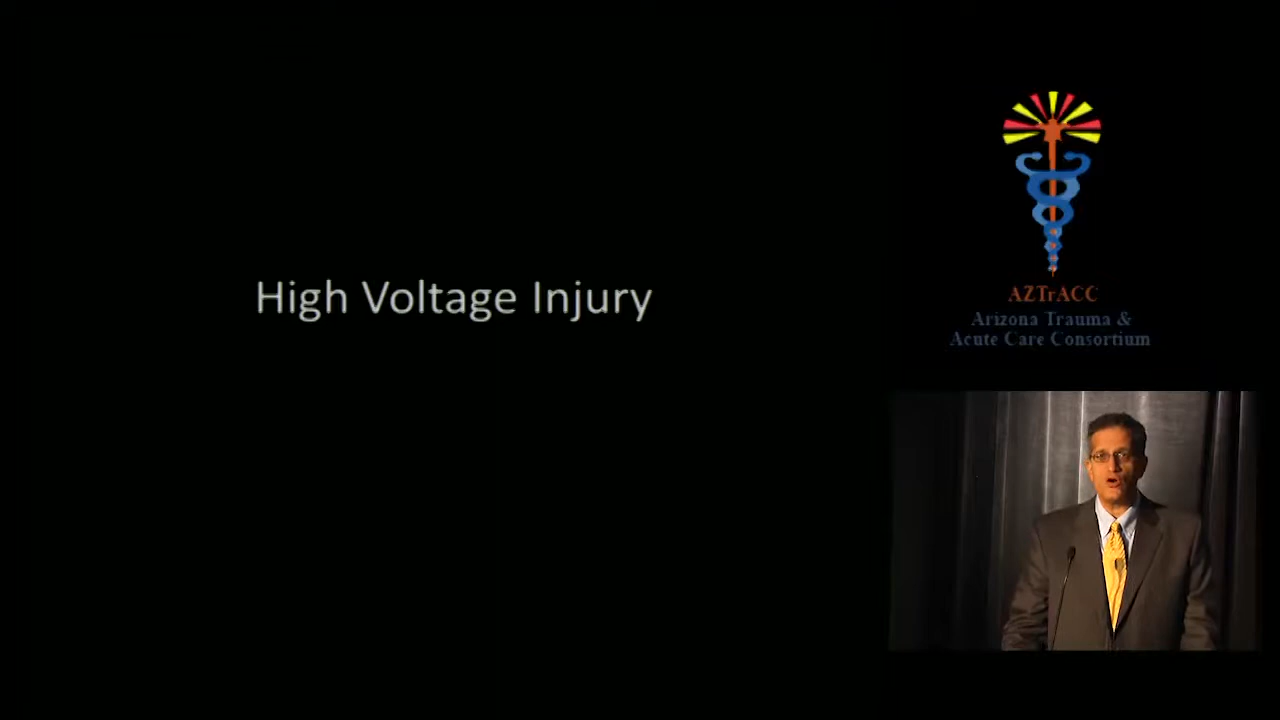 High Voltage Injury
AZTrACC
Arizona Trauma &
Acute Care Consortium